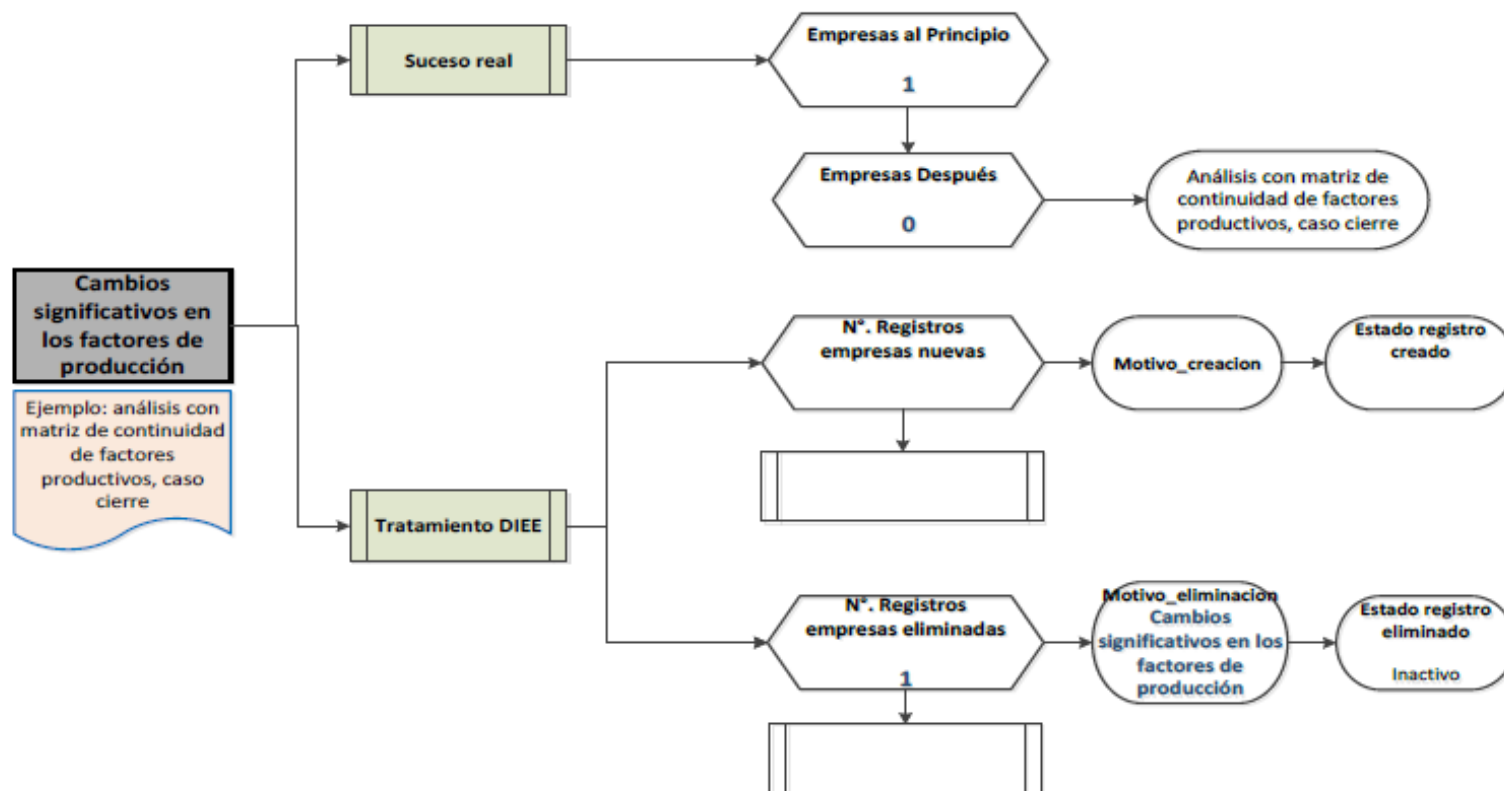 Suceso real
Empresas al Principio
1
Empresas Después
0
Análisis con matriz de
continuidad de factores
productivos, caso cierre
Cambios
significativos en
los factores de
producción
Ejemplo: análisis con
matriz de continuidad
de factores
productivos, caso
cierre
Tratamiento DIEE
N°. Registros
empresas nuevas
Motivo_creacion
Estado registro
creado
N°. Registros
empresas eliminadas
1
Motivo_eliminacion
Cambios
significativos en los
factores de
producción
Estado registro
eliminado
Inactivo